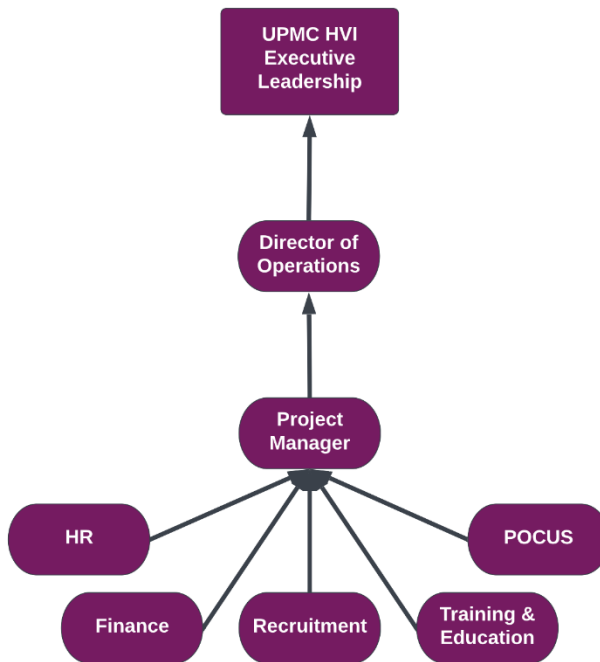 UPMC HVI
Executive
Leadership
Director of
Operations
Project
Manager
HR
POCUS
Finance
Recruitment
Training &
Education